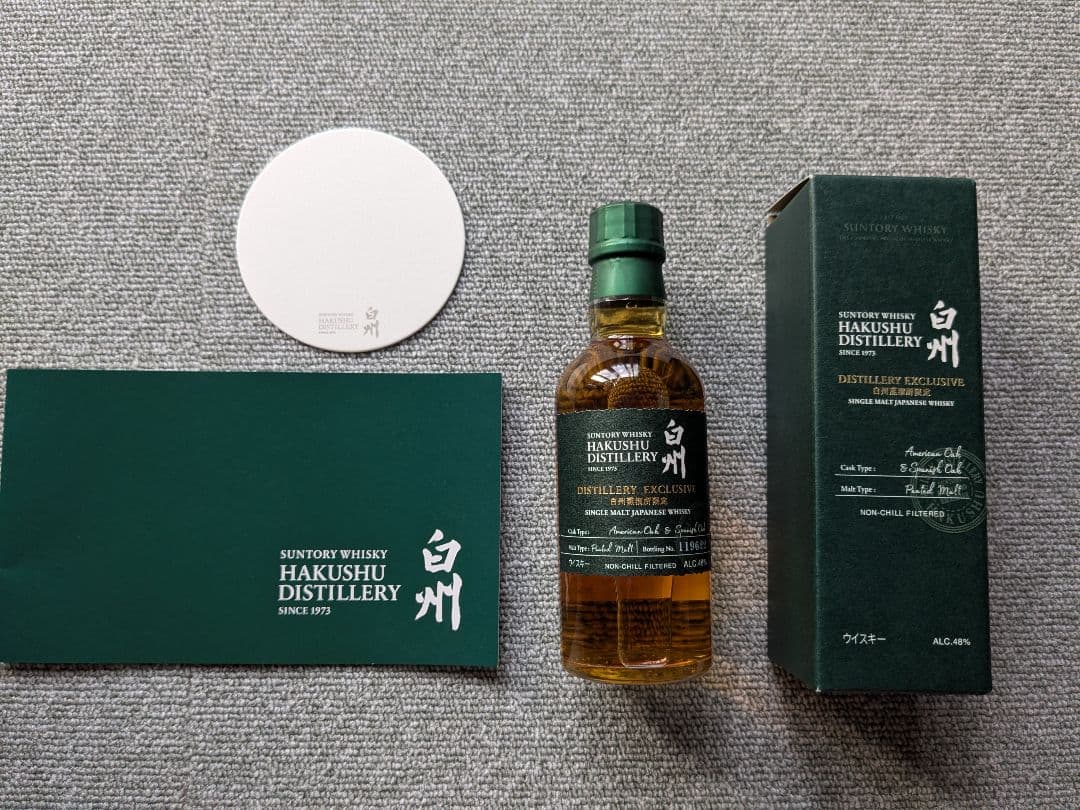 SUNTORY WHISKY
HAKUSHU
DISTILLERY
SINCE 1973
白州
SUNTORY WHISKY
HAKUSHU
DISTILLERY
SINCE 1973
白州
SUNTORY WHISKY
HAKUSHU
DISTILLERY
SINCE 1973
白州
DISTILLERY EXCLUSIVE
白州蒸溜所限定
SINGLE MALT JAPANESE WHISKY
Cask Type: American Oak & Spanish Oak
Malt Type: Peated Malt Bottling No.
ウイスキー NON-CHILL FILTERED ALC.48%
SUNTORY WHISKY
SUNTORY WHISKY
HAKUSHU
DISTILLERY
SINCE 1973
白州
DISTILLERY EXCLUSIVE
白州蒸溜所限定
SINGLE MALT JAPANESE WHISKY
American Oak
Cask Type: & Spanish Oak
Malt Type: Peated Malt
NON-CHILL FILTERED
ウイスキー ALC.48%